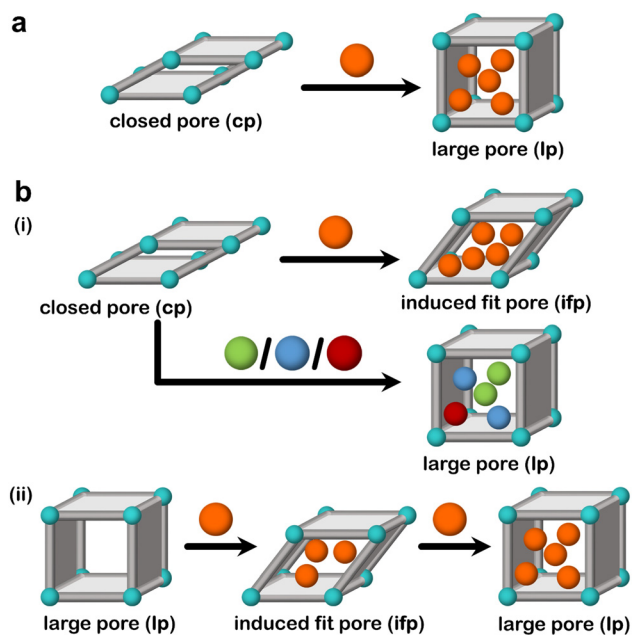 a
closed pore (cp)
large pore (lp)
b
(i)
closed pore (cp)
induced fit pore (ifp)
large pore (lp)
(ii)
large pore (lp)
induced fit pore (ifp)
large pore (lp)